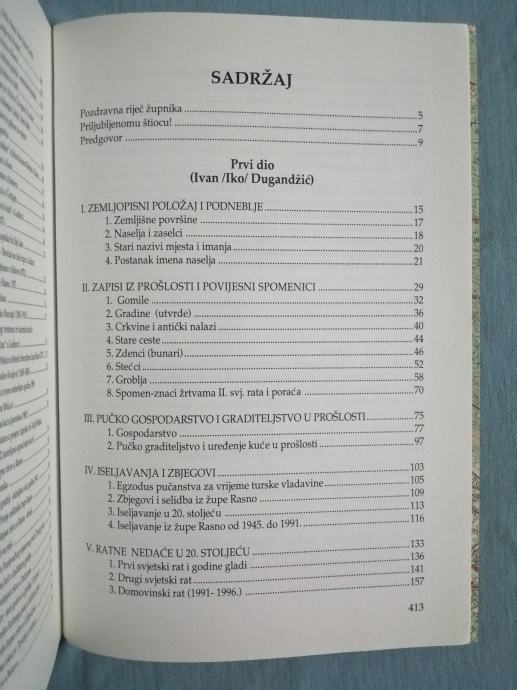 SADRŽAJ
Pozdravna riječ župnika ... 5
Priljubljenomu štiocu! ... 7
Predgovor ... 9
Prvi dio
(Ivan /Iko/ Dugandžić)
I. ZEMLJOPISNI POLOŽAJ I PODNEBLJE ... 15
1. Zemljišne površine ... 17
2. Naselja i zaselci ... 18
3. Stari nazivi mjesta i imanja ... 20
4. Postanak imena naselja ... 21
II. ZAPISI IZ PROŠLOSTI I POVIJESNI SPOMENICI ... 29
1. Gomile ... 32
2. Gradine (utvrde) ... 36
3. Crkvine i antički nalazi ... 40
4. Stare ceste ... 44
5. Zdenci (bunari) ... 46
6. Stećci ... 52
7. Groblja ... 58
8. Spomen-znaci žrtvama II. svj. rata i poraća ... 70
III. PUČKO GOSPODARSTVO I GRADITELJSTVO U PROŠLOSTI ... 75
1. Gospodarstvo ... 77
2. Pučko graditeljstvo i uređenje kuće u prošlosti ... 97
IV. ISELJAVANJA I ZBJEGOVI ... 103
1. Egzodus pučanstva za vrijeme turske vladavine ... 105
2. Zbjegovi i selidba iz župe Rasno ... 109
3. Iseljavanje u 20. stoljeću ... 113
4. Iseljavanje iz župe Rasno od 1945. do 1991. ... 116
V. RATNE NEDAĆE U 20. STOLJEĆU ... 133
1. Prvi svjetski rat i godine gladi ... 136
2. Drugi svjetski rat ... 141
3. Domovinski rat (1991- 1996.) ... 157
413